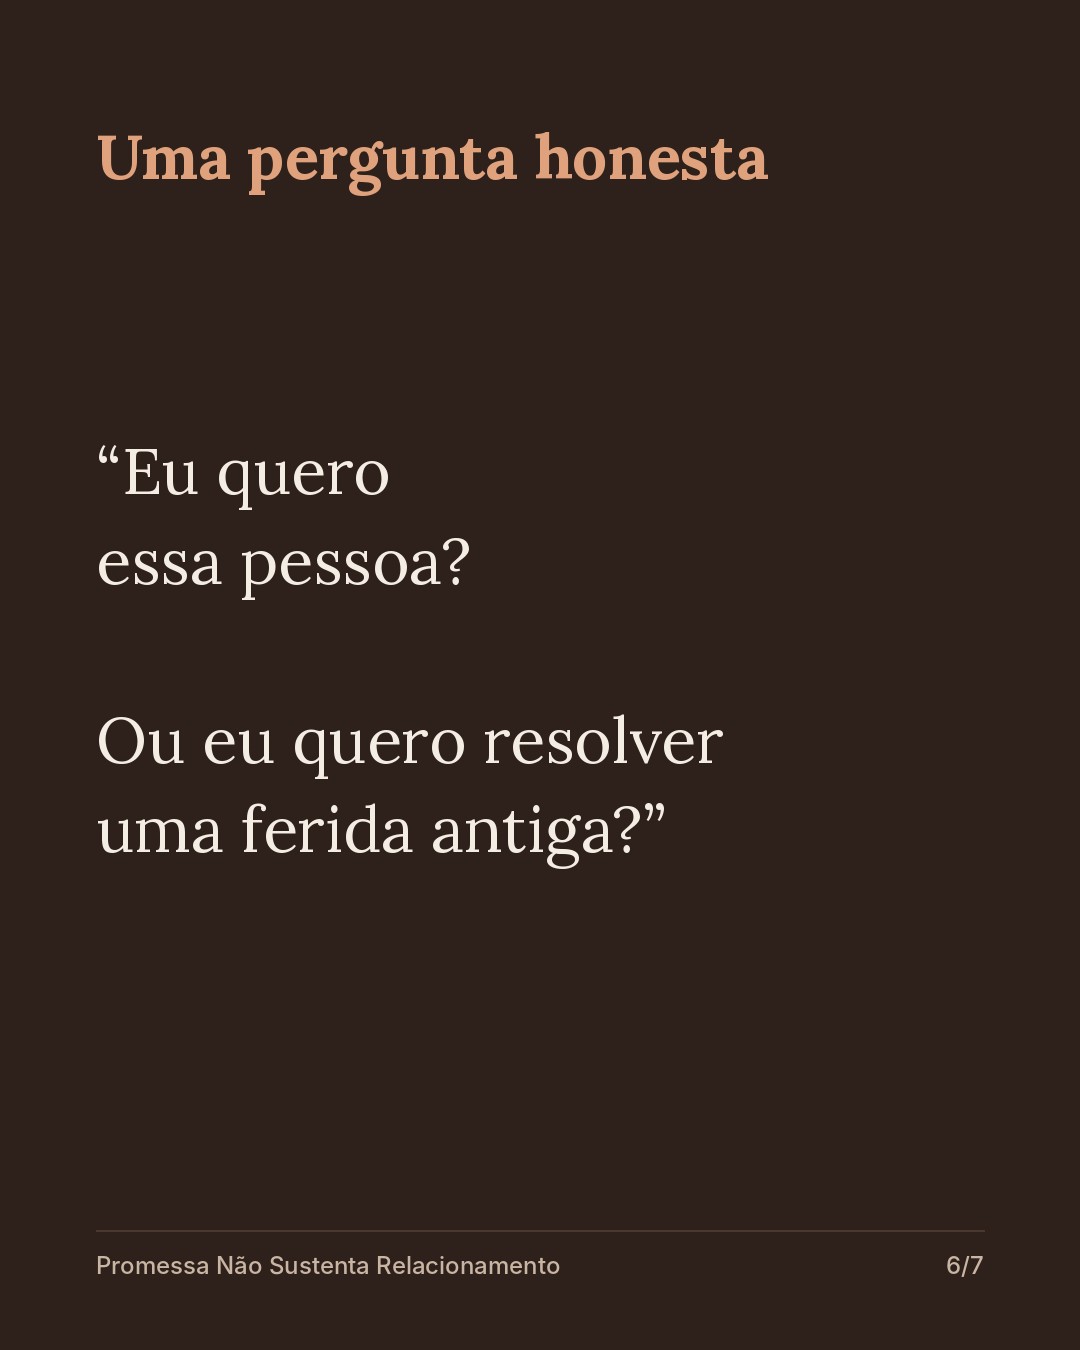 Uma pergunta honesta
“Eu quero
essa pessoa?
Ou eu quero resolver
uma ferida antiga?”
Promessa Não Sustenta Relacionamento
6/7